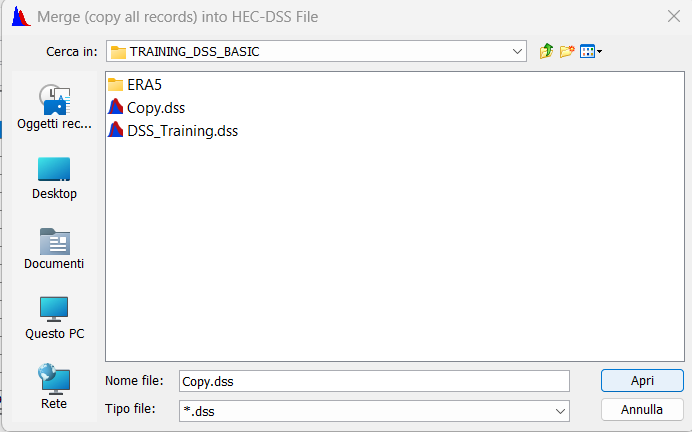 Merge (copy all records) into HEC-DSS File
Cerca in:
TRAINING_DSS_BASIC
Oggetti rec...
Desktop
Documenti
Questo PC
Rete
ERA5
Copy.dss
DSS_Training.dss
Nome file:
Copy.dss
Apri
Tipo file:
*.dss
Annulla